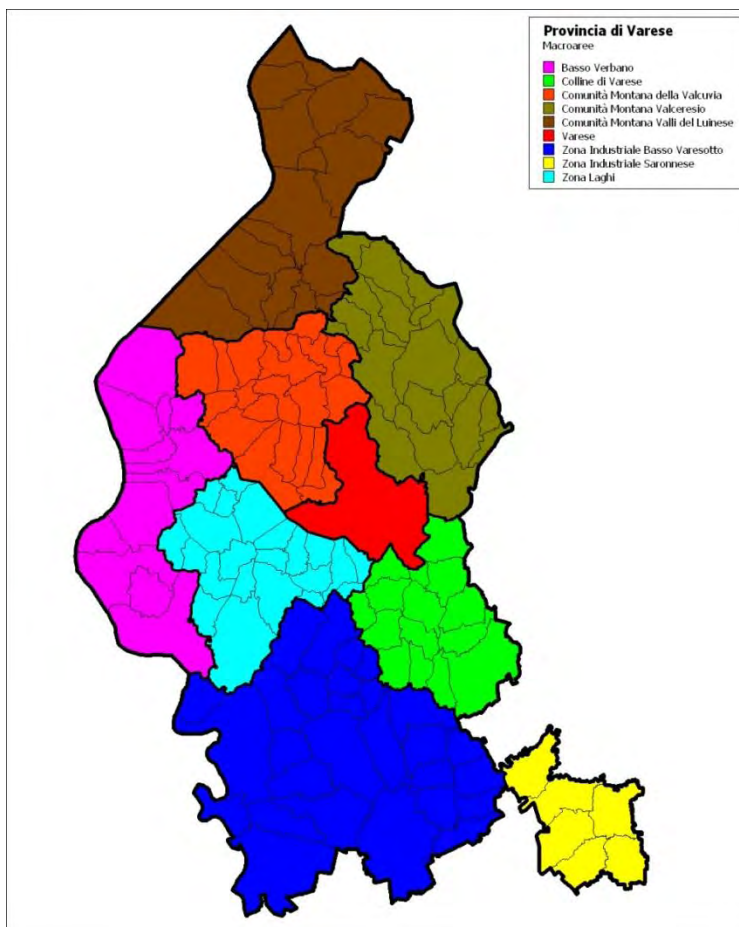 Provincia di Varese
Macroaree
Basso Verbano
Colline di Varese
Comunità Montana della Valcuvia
Comunità Montana Valceresio
Comunità Montana Valli del Luinese
Varese
Zona Industriale Basso Varesotto
Zona Industriale Saronnese
Zona Laghi